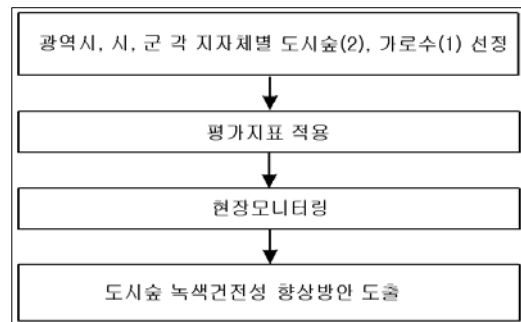 광역시, 시, 군 각 지자체별 도시숲(2), 가로수(1) 선정
평가지표 적용
현장모니터링
도시숲 녹색건전성 향상방안 도출